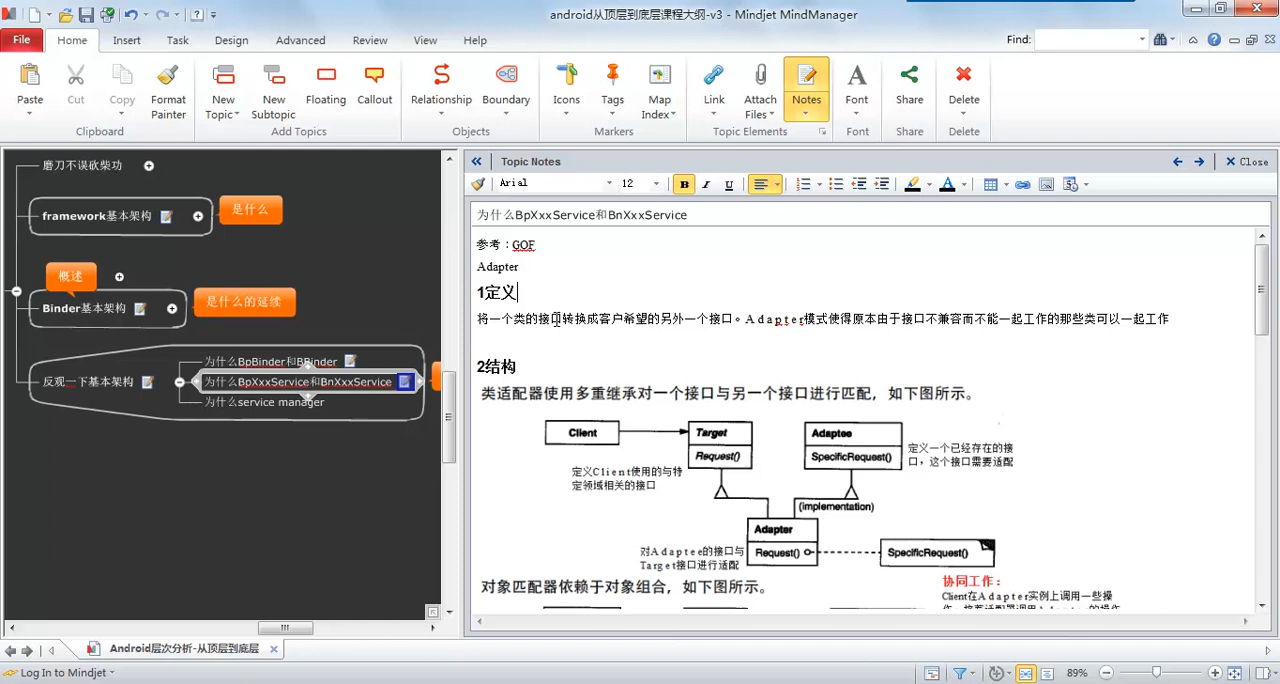 android从顶层到底层课程大纲-v3 - Mindjet MindManager
File Home Insert Task Design Advanced Review View Help Find:
Paste Cut Copy Format Painter
New Topic New Subtopic Floating Callout
Relationship Boundary
Icons Tags Map Index
Link Attach Files Notes
Font Share Delete
Clipboard Add Topics Objects Markers Topic Elements Font Share Delete
磨刀不误砍柴功
framework基本架构
是什么
概述
Binder基本架构
是什么的延续
反观一下基本架构
为什么BpBinder和BBinder
为什么BpXxxService和BnXxxService
为什么service manager
Topic Notes Close
Arial 12 B I U
为什么BpXxxService和BnXxxService
参考：GOF
Adapter
1定义
将一个类的接口转换成客户希望的另外一个接口。Adapter模式使得原本由于接口不兼容而不能一起工作的那些类可以一起工作
2结构
类适配器使用多重继承对一个接口与另一个接口进行匹配，如下图所示。
Client
Target
Request()
Adaptee
SpecificRequest()
定义一个已经存在的接
口，这个接口需要适配
定义Client使用的与特
定领域相关的接口
(implementation)
Adapter
Request()
SpecificRequest()
对Adaptee的接口与
Target接口进行适配
协同工作：
对象匹配器依赖于对象组合，如下图所示。
Client在Adapter实例上调用一些操
Android层次分析-从顶层到底层
Log In to Mindjet 89%